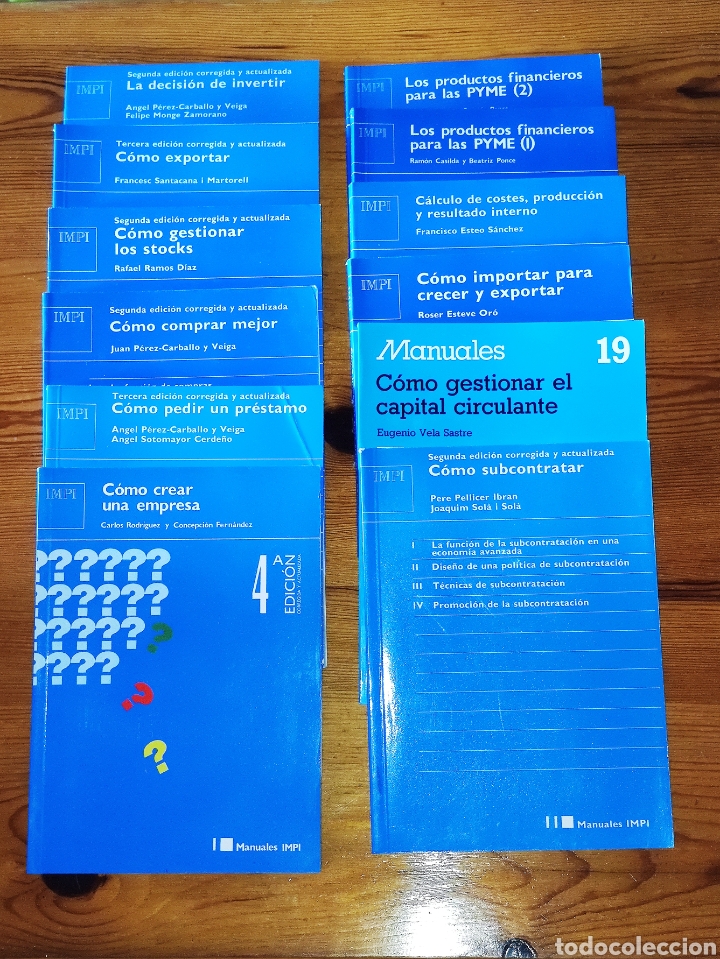 IMPI
Segunda edición corregida y actualizada
La decisión de invertir
Angel Pérez-Carballo y Veiga
Felipe Monge Zamorano
IMPI
Tercera edición corregida y actualizada
Cómo exportar
Francesc Santacana i Martorell
IMPI
Segunda edición corregida y actualizada
Cómo gestionar
los stocks
Rafael Ramos Díaz
IMPI
Segunda edición corregida y actualizada
Cómo comprar mejor
Juan Pérez-Carballo y Veiga
IMPI
Tercera edición corregida y actualizada
Cómo pedir un préstamo
Angel Pérez-Carballo y Veiga
Angel Sotomayor Cerdeño
IMPI
Cómo crear
una empresa
Carlos Rodríguez y Concepción Fernández
??????
??????
?????
????
?
?
?
4A
EDICIÓN
CORREGIDA Y ACTUALIZADA
Manuales IMPI
IMPI
Los productos financieros
para las PYME (2)
IMPI
Los productos financieros
para las PYME (1)
Ramón Casilda y Beatriz Ponce
IMPI
Cálculo de costes, producción
y resultado interno
Francisco Esteo Sánchez
IMPI
Cómo importar para
crecer y exportar
Roser Esteve Oró
Manuales 19
Cómo gestionar el
capital circulante
Eugenio Vela Sastre
IMPI
Segunda edición corregida y actualizada
Cómo subcontratar
Pere Pellicer Ibran
Joaquim Solà i Solà
I La función de la subcontratación en una
economía avanzada
II Diseño de una política de subcontratación
III Técnicas de subcontratación
IV Promoción de la subcontratación
Manuales IMPI
todocoleccion